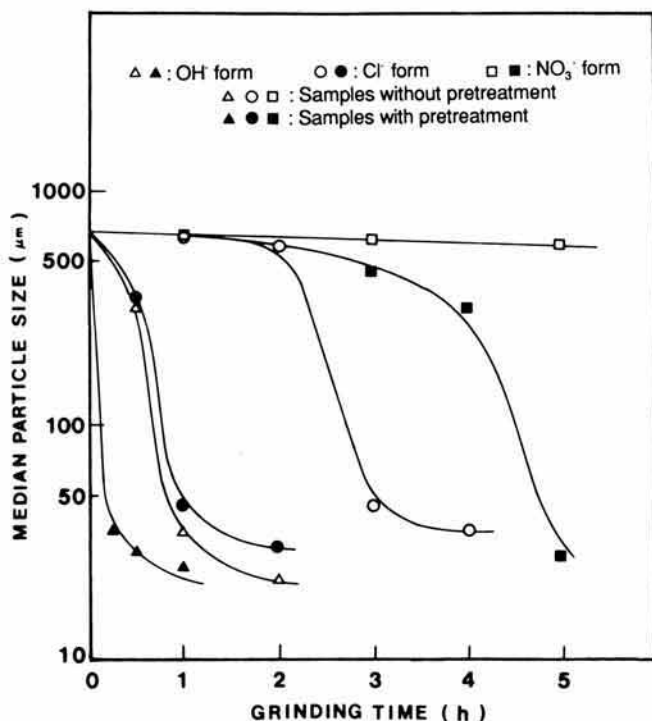 △ ▲ : OH⁻ form ○ ● : Cl⁻ form □ ■ : NO₃⁻ form
△ ○ □ : Samples without pretreatment
▲ ● ■ : Samples with pretreatment
MEDIAN PARTICLE SIZE (μm)
1000
500
100
50
10
0 1 2 3 4 5
GRINDING TIME (h)